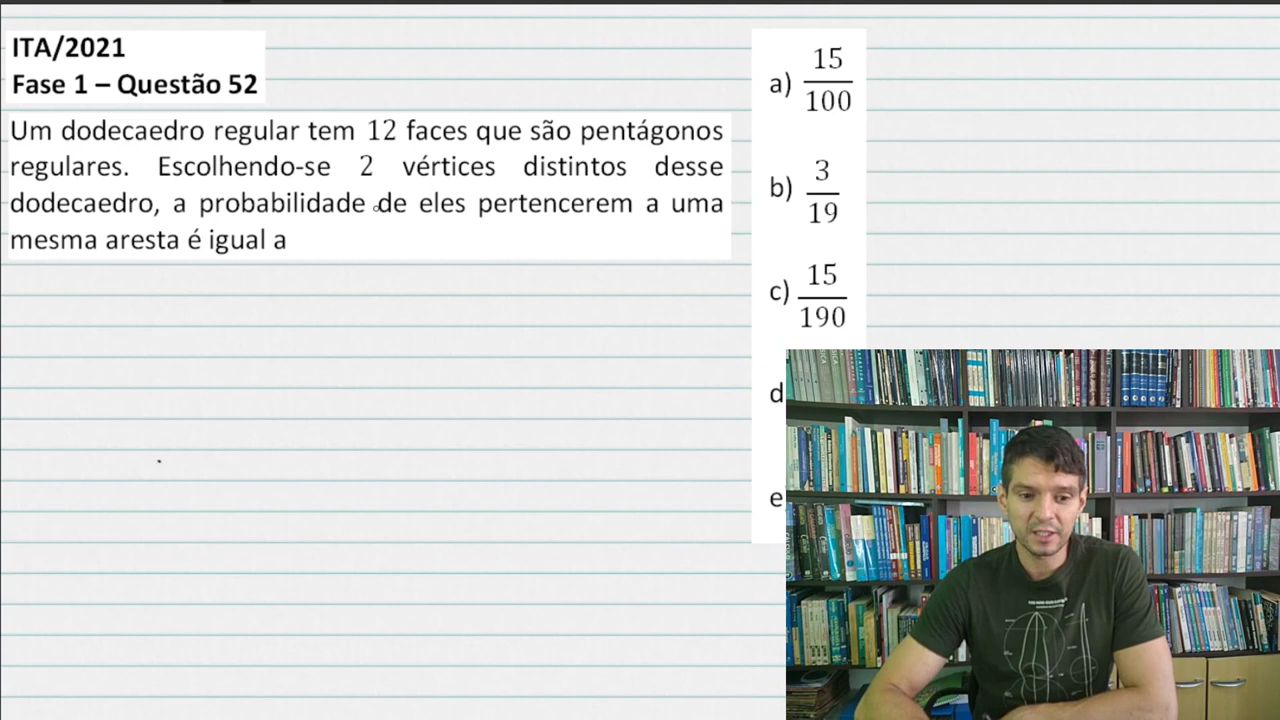 ITA/2021
Fase 1 – Questão 52
Um dodecaedro regular tem 12 faces que são pentágonos
regulares. Escolhendo-se 2 vértices distintos desse
dodecaedro, a probabilidade de eles pertencerem a uma
mesma aresta é igual a
a) 15/100
b) 3/19
c) 15/190
d
e